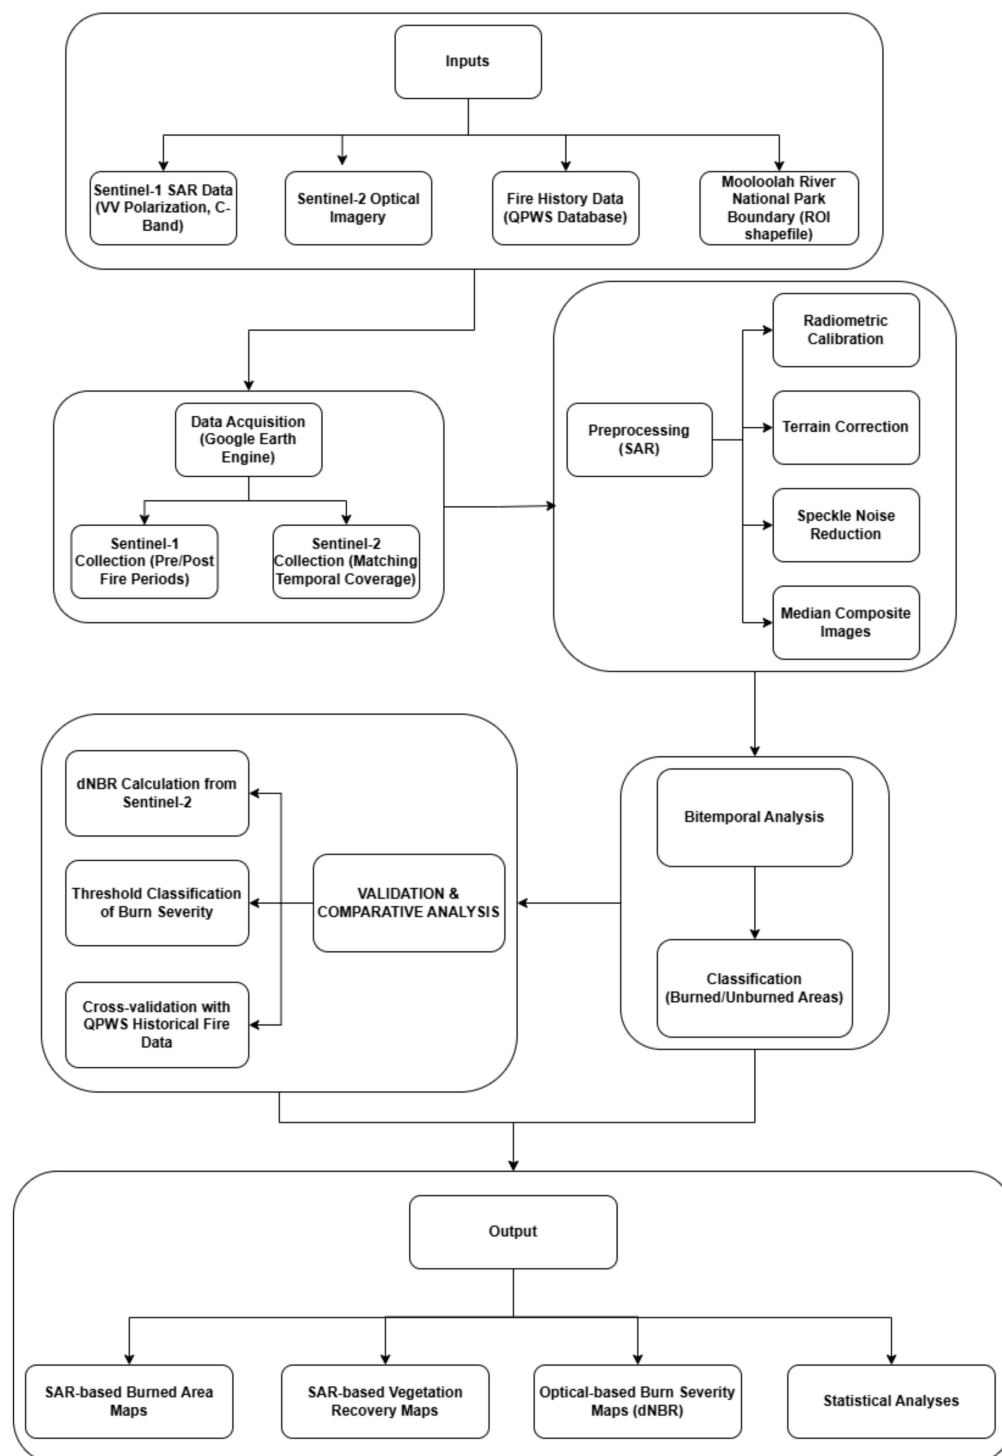 Inputs
Sentinel-1 SAR Data
(VV Polarization, C-
Band)
Sentinel-2 Optical
Imagery
Fire History Data
(QPWS Database)
Mooloolah River
National Park
Boundary (ROI
shapefile)
Data Acquisition
(Google Earth
Engine)
Sentinel-1
Collection (Pre/Post
Fire Periods)
Sentinel-2
Collection (Matching
Temporal Coverage)
Preprocessing
(SAR)
Radiometric
Calibration
Terrain Correction
Speckle Noise
Reduction
Median Composite
Images
Bitemporal Analysis
Classification
(Burned/Unburned Areas)
VALIDATION &
COMPARATIVE ANALYSIS
dNBR Calculation from
Sentinel-2
Threshold Classification
of Burn Severity
Cross-validation with
QPWS Historical Fire
Data
Output
SAR-based Burned Area
Maps
SAR-based Vegetation
Recovery Maps
Optical-based Burn Severity
Maps (dNBR)
Statistical Analyses